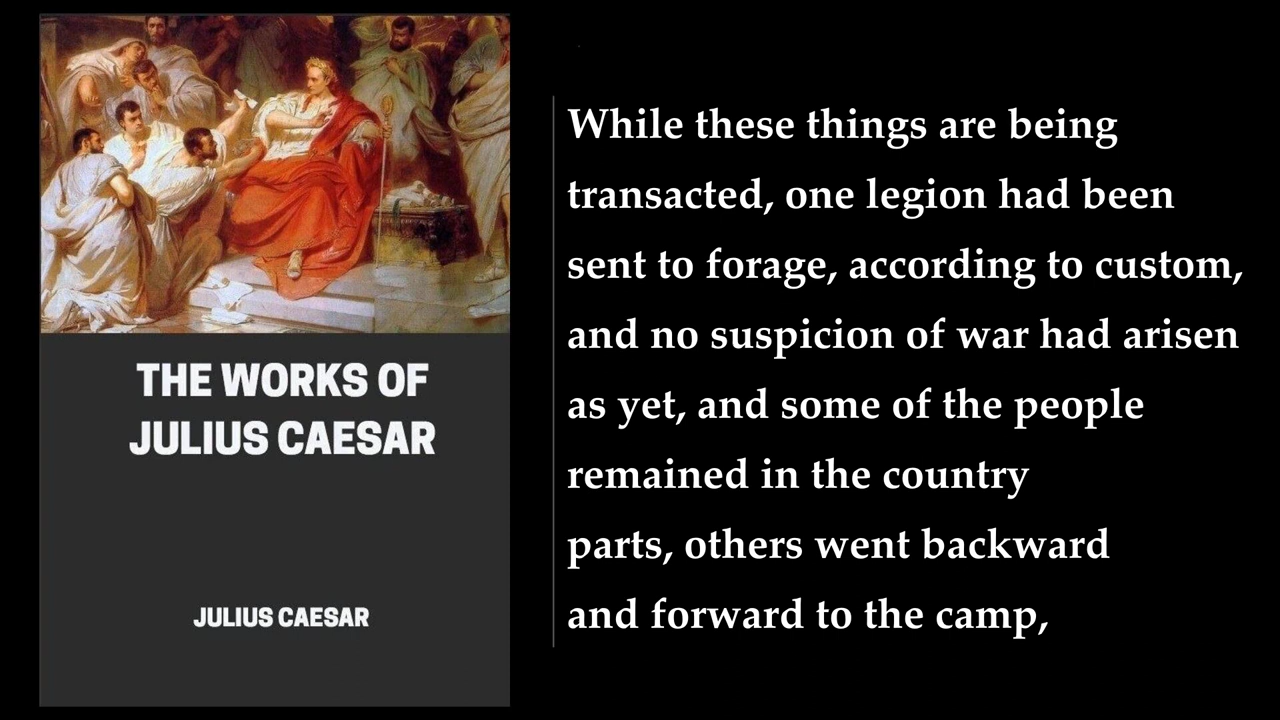 THE WORKS OF
JULIUS CAESAR
JULIUS CAESAR
While these things are being
transacted, one legion had been
sent to forage, according to custom,
and no suspicion of war had arisen
as yet, and some of the people
remained in the country
parts, others went backward
and forward to the camp,